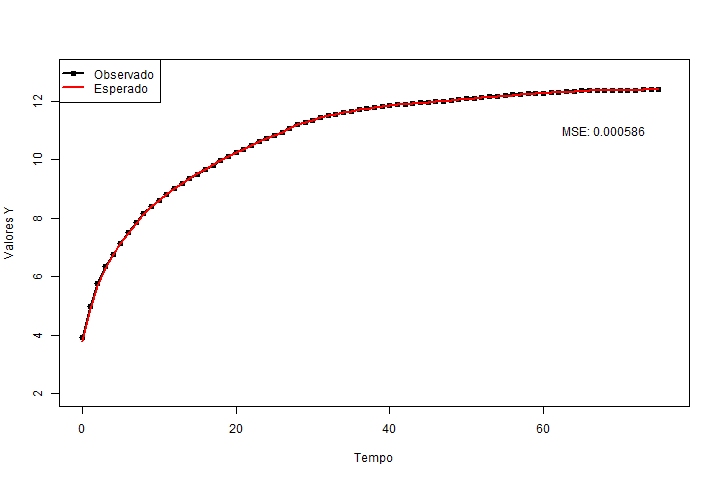 Observado
Esperado
MSE: 0.000586
Valores Y
12
10
8
6
4
2
0 20 40 60
Tempo